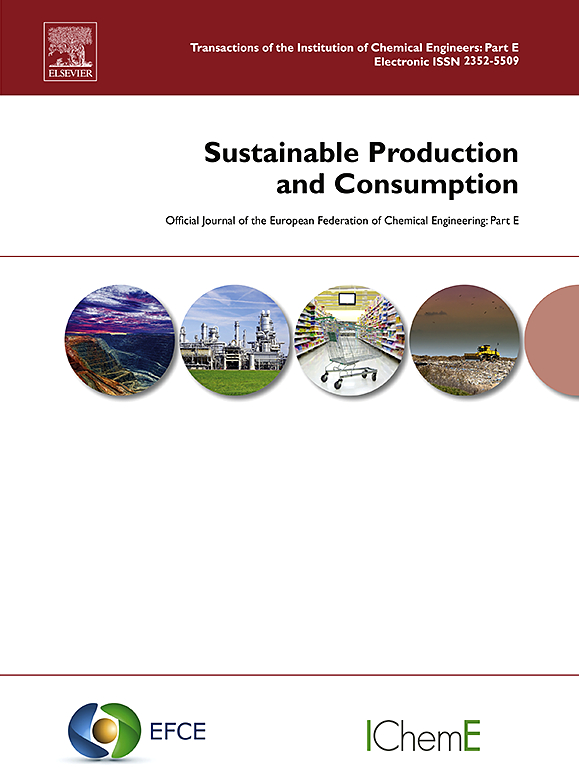 ELSEVIER
Transactions of the Institution of Chemical Engineers: Part E
Electronic ISSN 2352-5509
Sustainable Production
and Consumption
Official Journal of the European Federation of Chemical Engineering: Part E
EFCE
IChemE